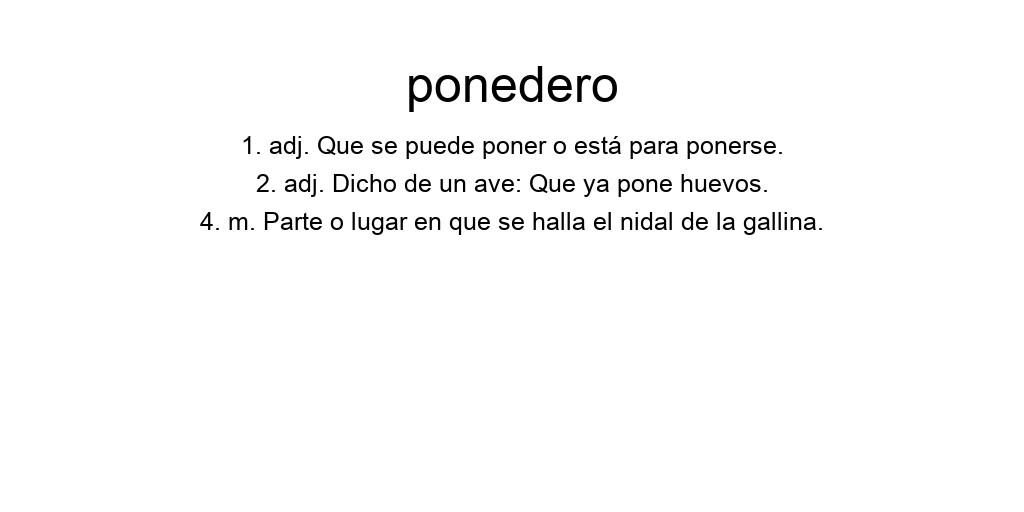 ponedero
1. adj. Que se puede poner o está para ponerse.
2. adj. Dicho de un ave: Que ya pone huevos.
4. m. Parte o lugar en que se halla el nidal de la gallina.